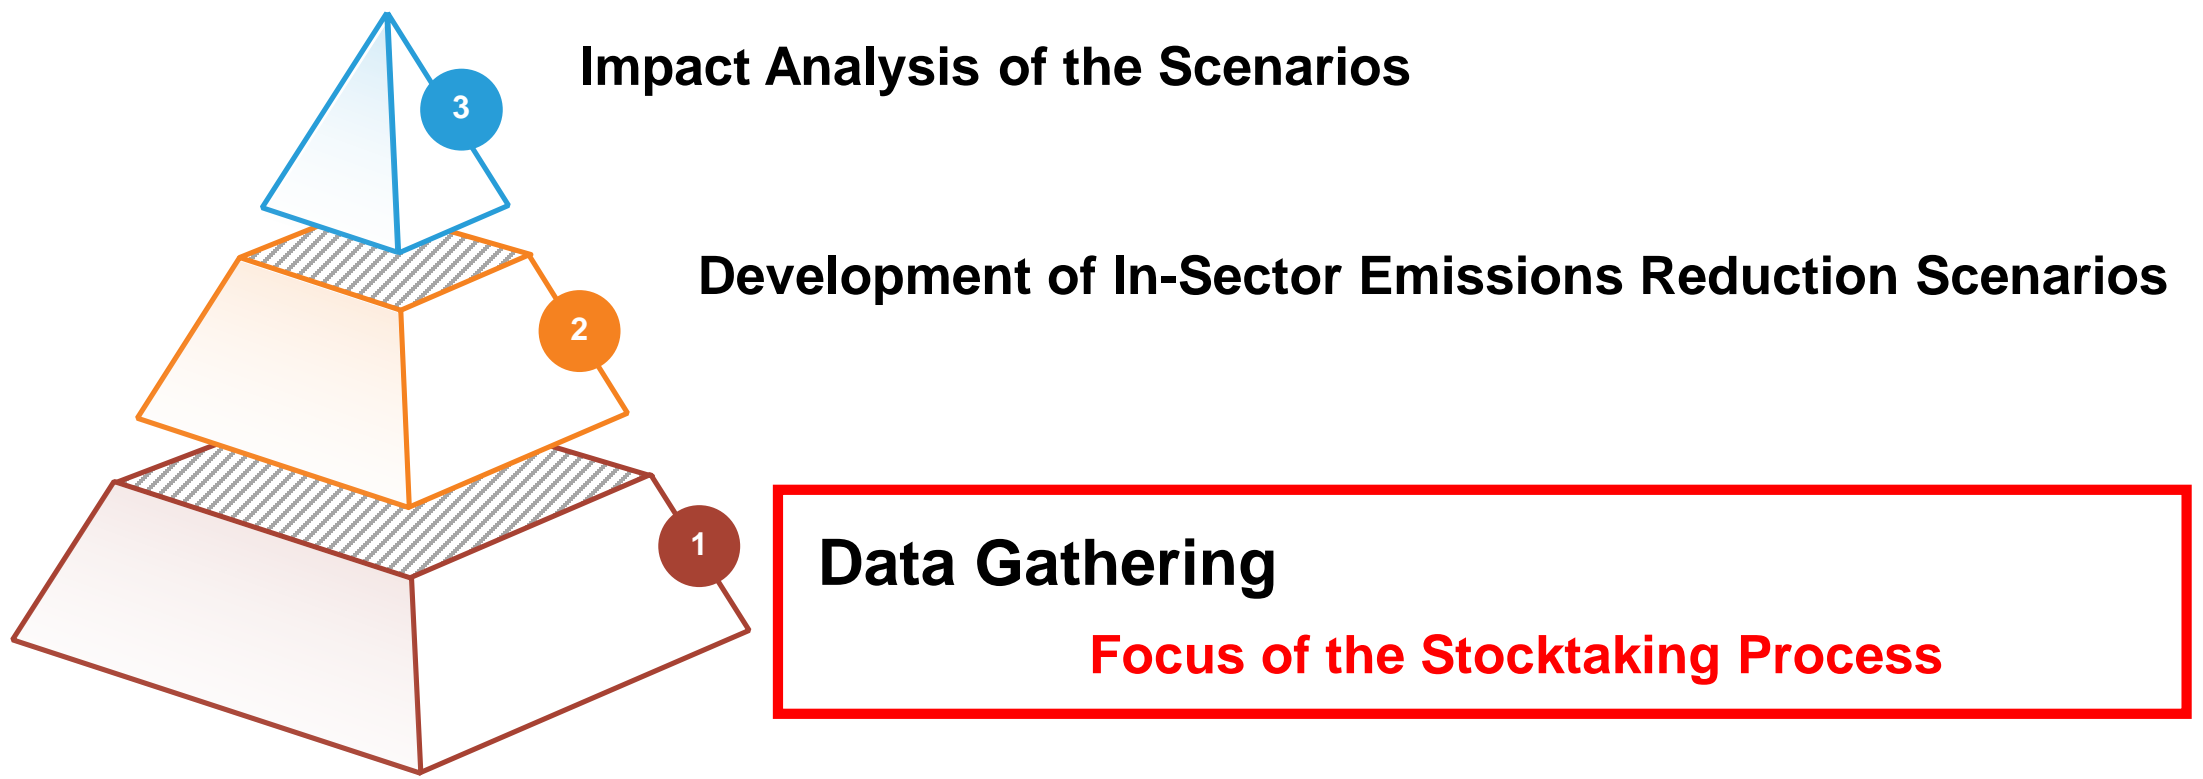 3
Impact Analysis of the Scenarios
2
Development of In-Sector Emissions Reduction Scenarios
1
Data Gathering
Focus of the Stocktaking Process